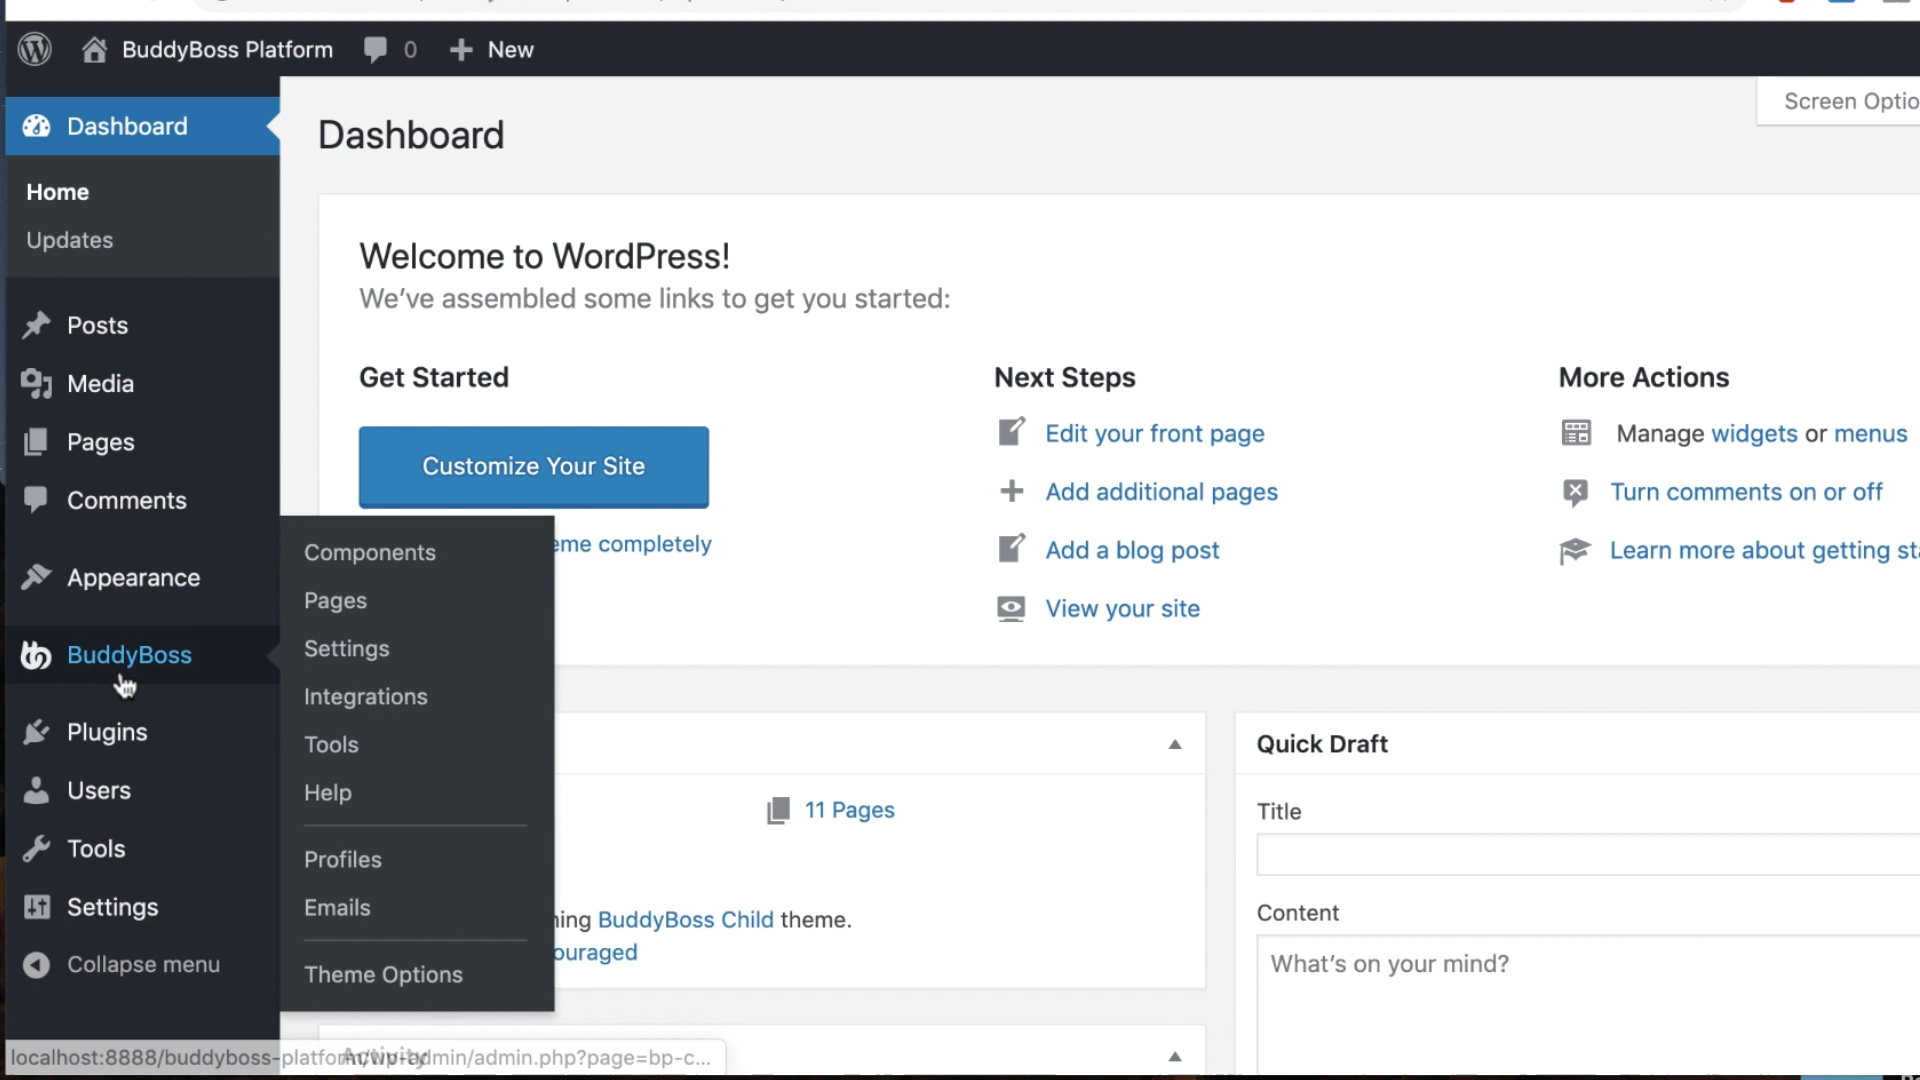 BuddyBoss Platform 0 New
Dashboard
Home
Updates
Posts
Media
Pages
Comments
Appearance
BuddyBoss
Plugins
Users
Tools
Settings
Collapse menu
Components
Pages
Settings
Integrations
Tools
Help
Profiles
Emails
Theme Options
Screen Optio
Dashboard
Welcome to WordPress!
We've assembled some links to get you started:
Get Started
Customize Your Site
eme completely
Next Steps
Edit your front page
Add additional pages
Add a blog post
View your site
More Actions
Manage widgets or menus
Turn comments on or off
Learn more about getting sta
11 Pages
ning BuddyBoss Child theme.
ouraged
Activity
Quick Draft
Title
Content
What's on your mind?
localhost:8888/buddyboss-platform/wp-admin/admin.php?page=bp-c...